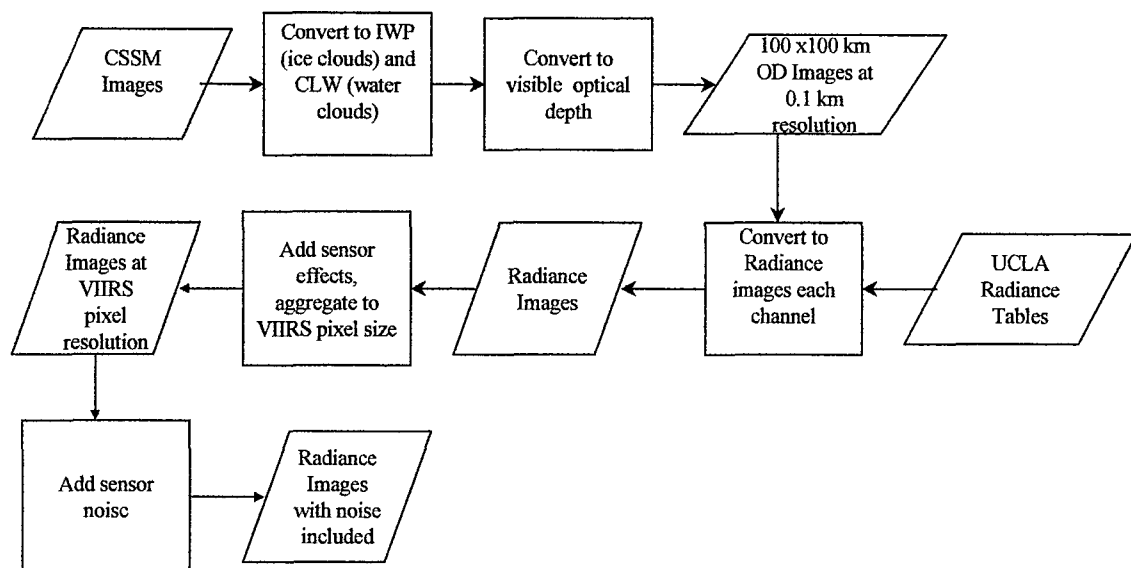 CSSM
Images
Convert to IWP
(ice clouds) and
CLW (water
clouds)
Convert to
visible optical
depth
100 x100 km
OD Images at
0.1 km
resolution
Radiance
Images at
VIIRS
pixel
resolution
Add sensor
effects,
aggregate to
VIIRS pixel size
Radiance
Images
Convert to
Radiance
images each
channel
UCLA
Radiance
Tables
Add sensor
noise
Radiance
Images
with noise
included